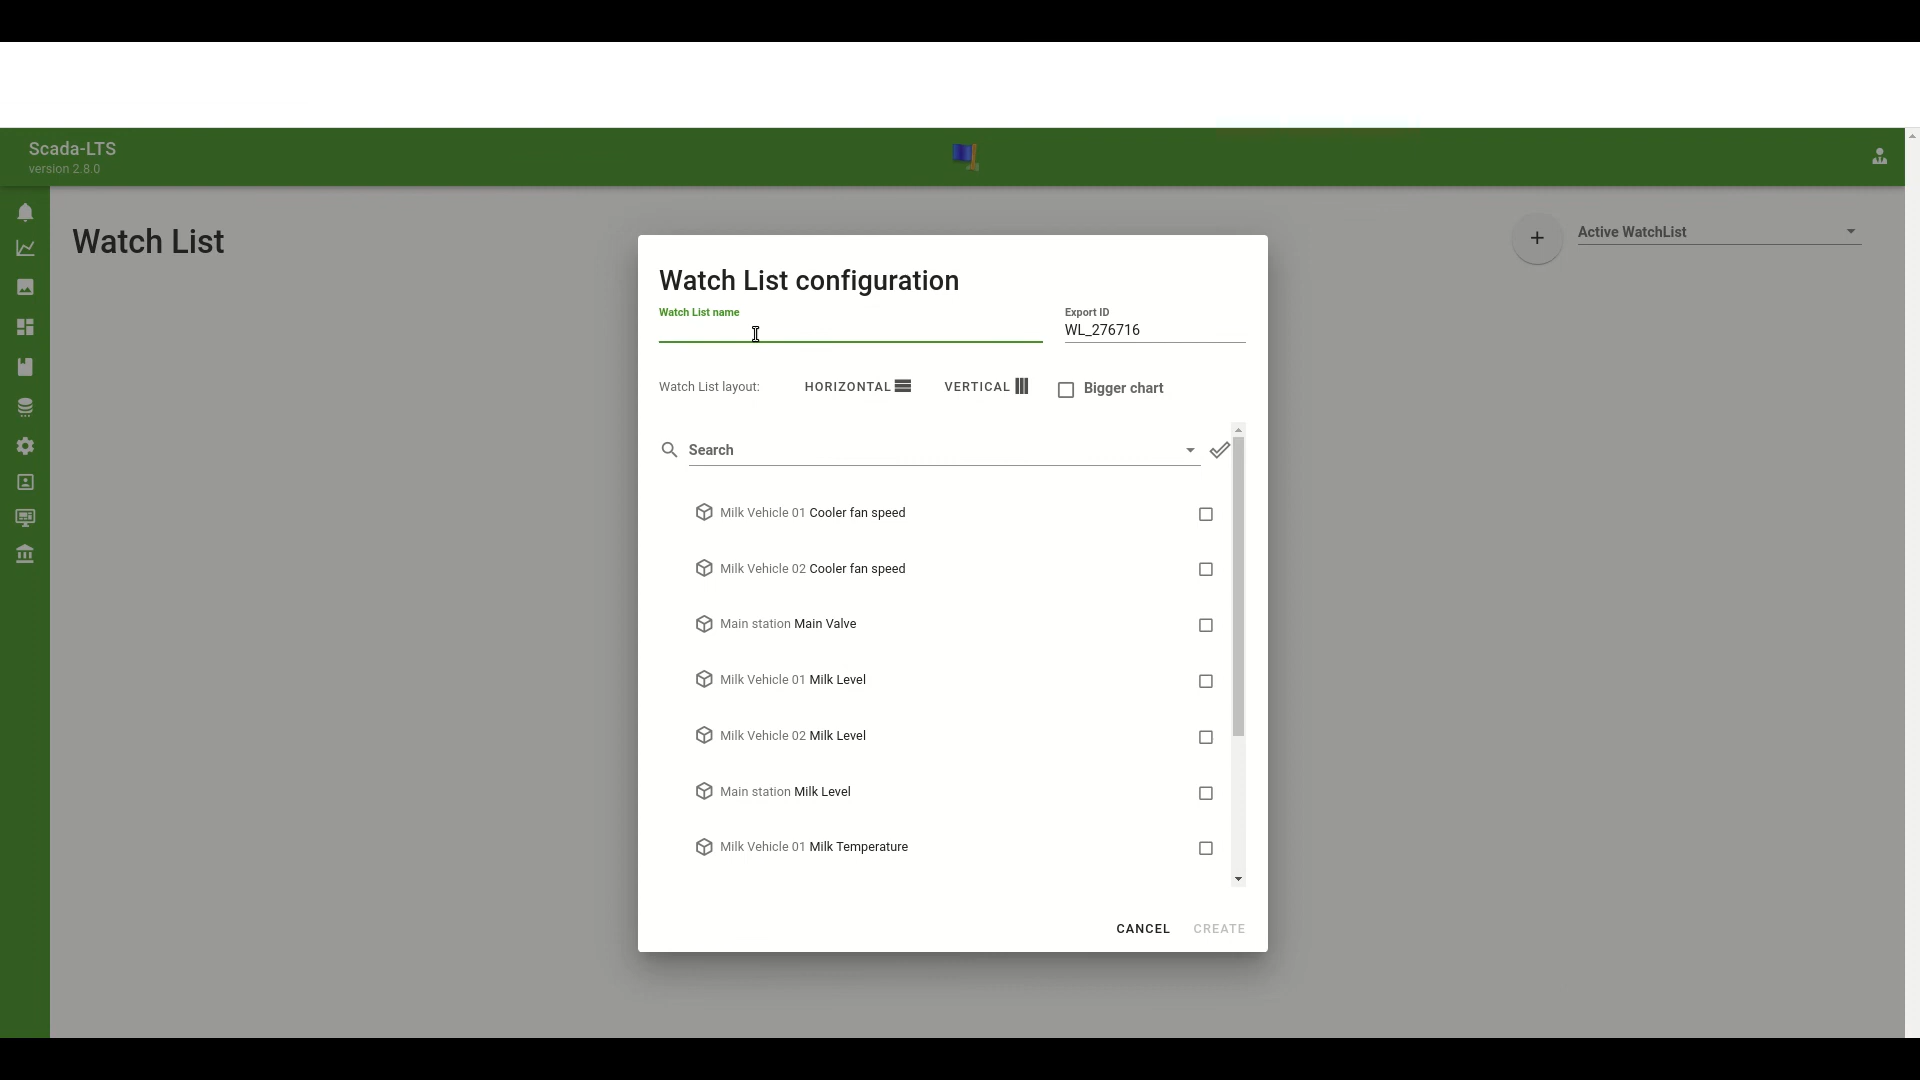 Scada-LTS
version 2.8.0
Watch List
Active WatchList
Watch List configuration
Watch List name
Export ID
WL_276716
Watch List layout: HORIZONTAL VERTICAL Bigger chart
Search
Milk Vehicle 01 Cooler fan speed
Milk Vehicle 02 Cooler fan speed
Main station Main Valve
Milk Vehicle 01 Milk Level
Milk Vehicle 02 Milk Level
Main station Milk Level
Milk Vehicle 01 Milk Temperature
CANCEL CREATE